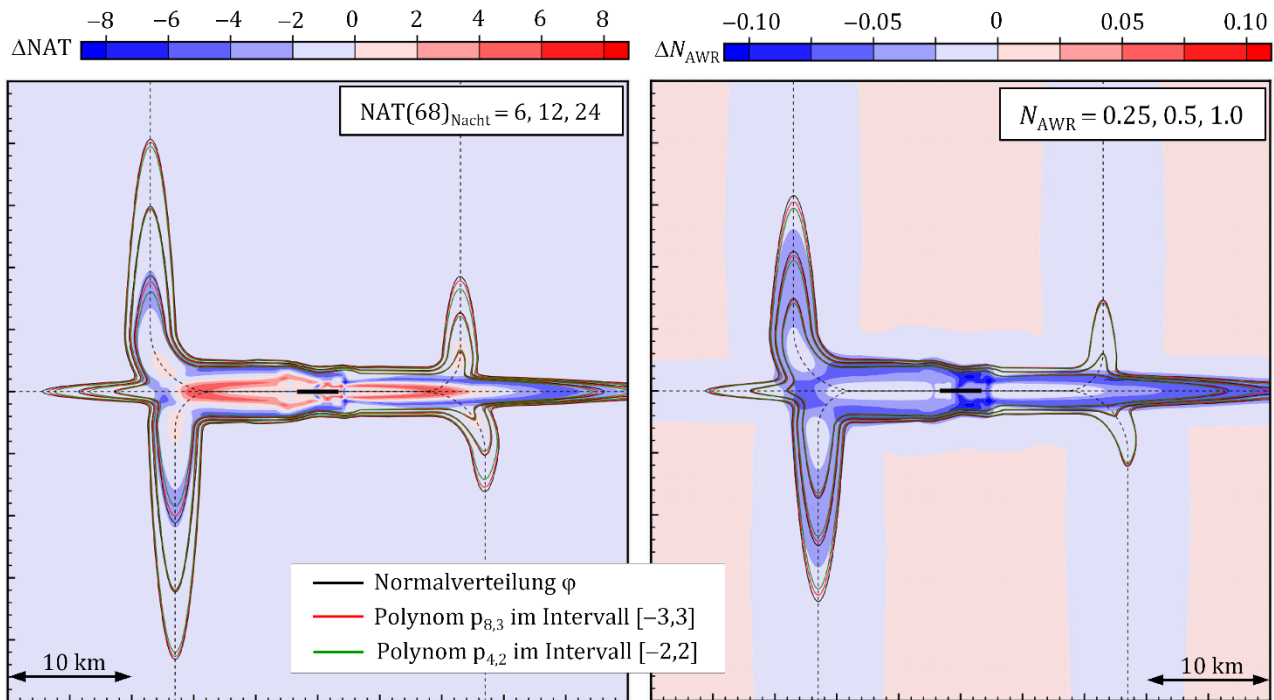 −8 −6 −4 −2 0 2 4 6 8
ΔNAT
−0.10 −0.05 0 0.05 0.10
ΔN_AWR
NAT(68)_Nacht = 6, 12, 24
N_AWR = 0.25, 0.5, 1.0
Normalverteilung φ
Polynom p_8,3 im Intervall [−3,3]
Polynom p_4,2 im Intervall [−2,2]
10 km
10 km